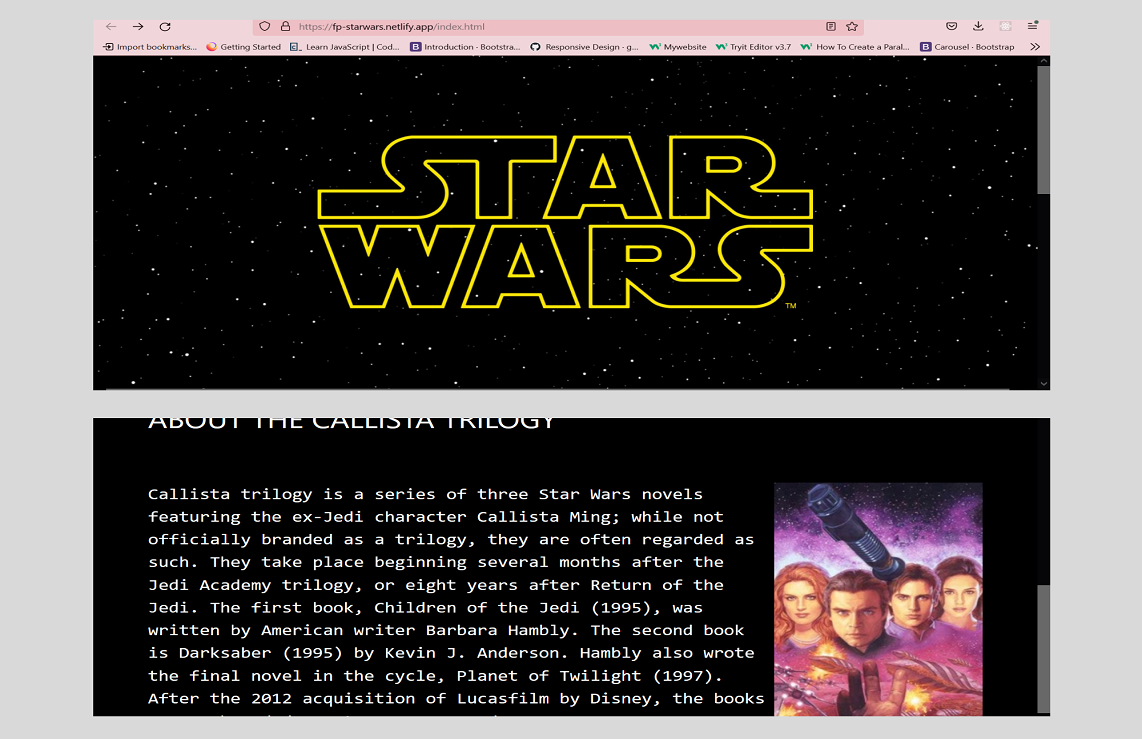 https://fp-starwars.netlify.app/index.html
Import bookmarks... Getting Started Learn JavaScript | Cod... Introduction · Bootstra... Responsive Design - g... Mywebsite Tryit Editor v3.7 How To Create a Paral... Carousel · Bootstrap
STAR
WARS
TM
ABOUT THE CALLISTA TRILOGY
Callista trilogy is a series of three Star Wars novels
featuring the ex-Jedi character Callista Ming; while not
officially branded as a trilogy, they are often regarded as
such. They take place beginning several months after the
Jedi Academy trilogy, or eight years after Return of the
Jedi. The first book, Children of the Jedi (1995), was
written by American writer Barbara Hambly. The second book
is Darksaber (1995) by Kevin J. Anderson. Hambly also wrote
the final novel in the cycle, Planet of Twilight (1997).
After the 2012 acquisition of Lucasfilm by Disney, the books